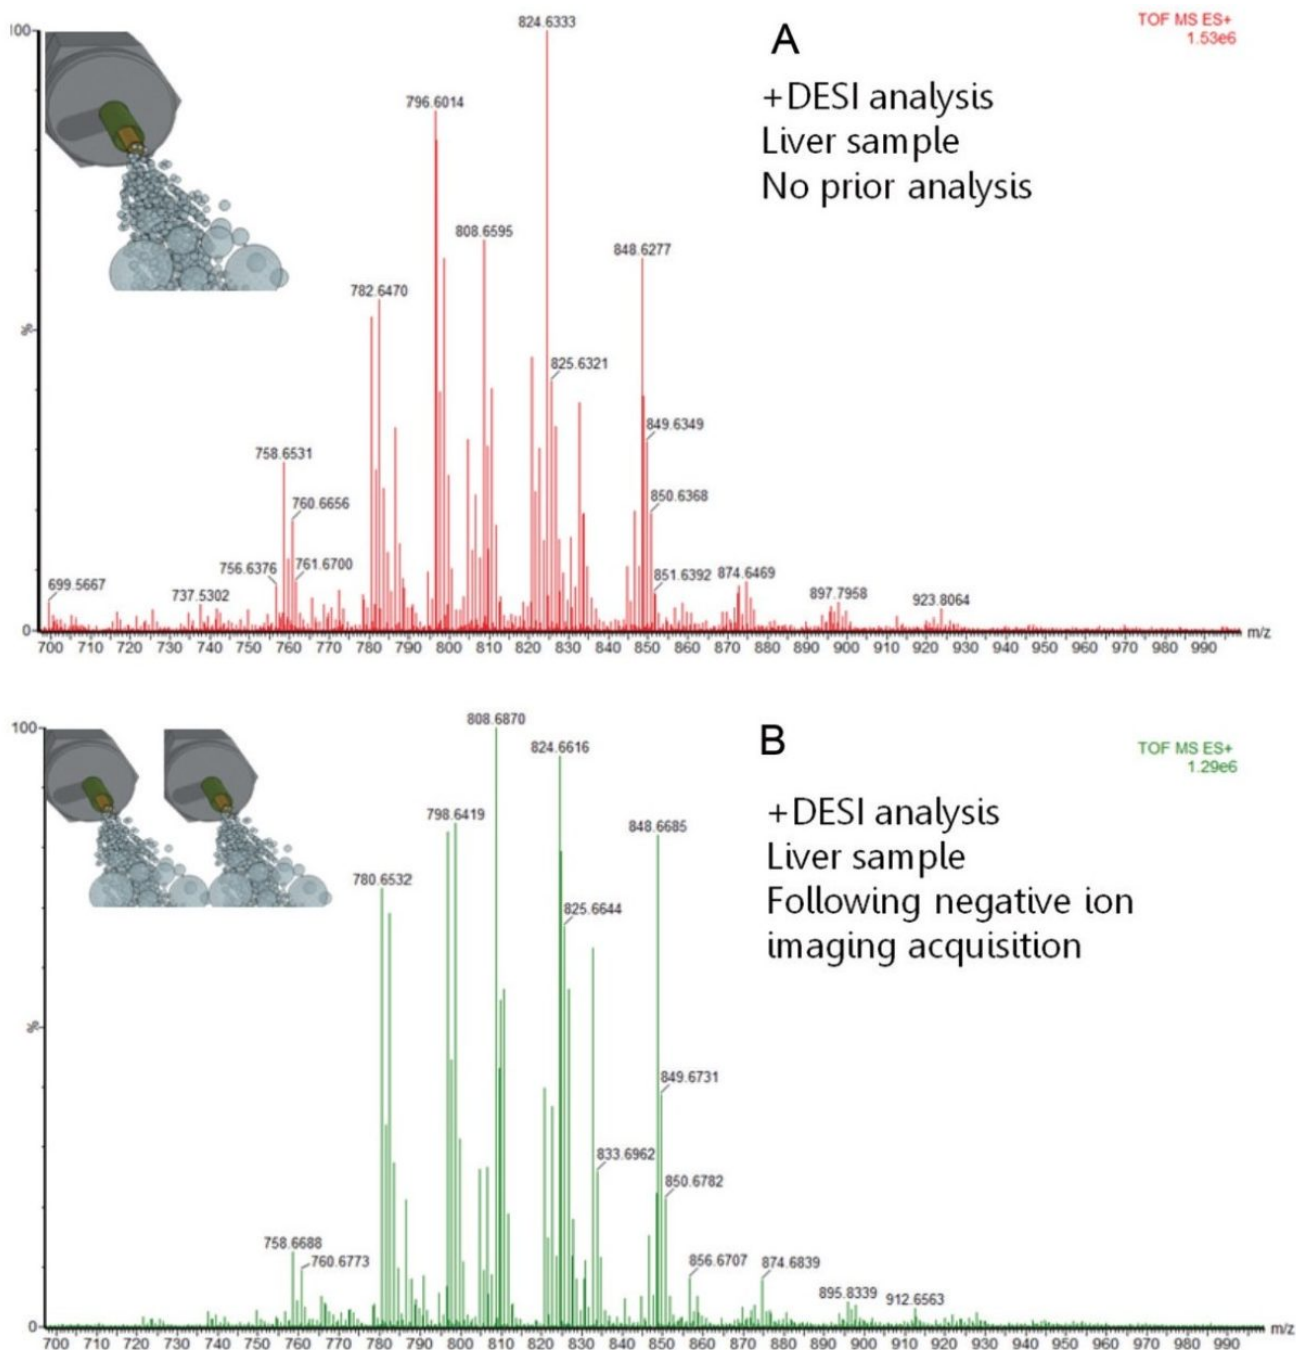 100
824.6333
A
TOF MS ES+
1.53e6
+DESI analysis
Liver sample
No prior analysis
796.6014
808.6595
848.6277
782.6470
%
825.6321
849.6349
758.6531
760.6656
850.6368
756.6376
761.6700
851.6392
874.6469
699.5667
737.5302
897.7958
923.8064
0
m/z
700 710 720 730 740 750 760 770 780 790 800 810 820 830 840 850 860 870 880 890 900 910 920 930 940 950 960 970 980 990
100
808.6870
B
TOF MS ES+
1.29e6
824.6616
+DESI analysis
Liver sample
Following negative ion
imaging acquisition
798.6419
848.6685
780.6532
825.6644
%
849.6731
833.6962
850.6782
758.6688
760.6773
856.6707
874.6839
895.8339
912.6563
0
m/z
700 710 720 730 740 750 760 770 780 790 800 810 820 830 840 850 860 870 880 890 900 910 920 930 940 950 960 970 980 990